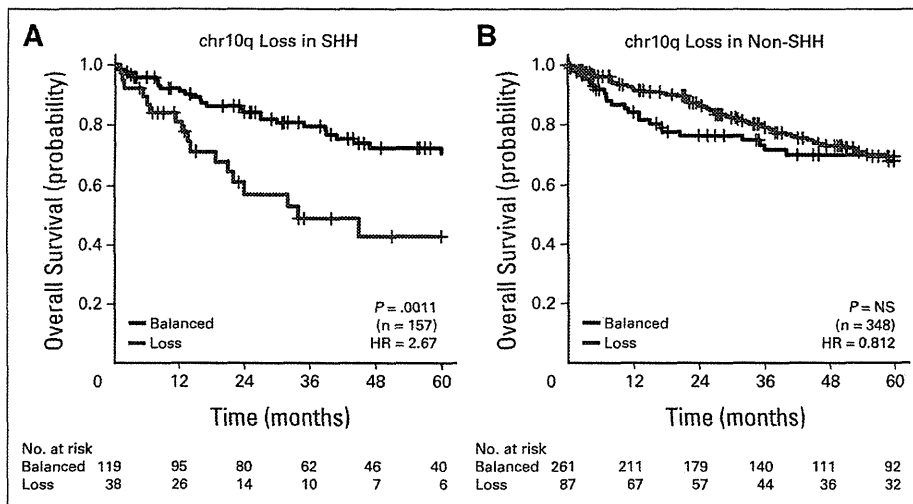 A
chr10q Loss in SHH
Overall Survival (probability)
1.0
0.8
0.6
0.4
0.2
Balanced
Loss
P = .0011
(n = 157)
HR = 2.67
0 12 24 36 48 60
Time (months)
No. at risk
Balanced 119 95 80 62 46 40
Loss 38 26 14 10 7 6
B
chr10q Loss in Non-SHH
Overall Survival (probability)
1.0
0.8
0.6
0.4
0.2
Balanced
Loss
P = NS
(n = 348)
HR = 0.812
0 12 24 36 48 60
Time (months)
No. at risk
Balanced 261 211 179 140 111 92
Loss 87 67 57 44 36 32